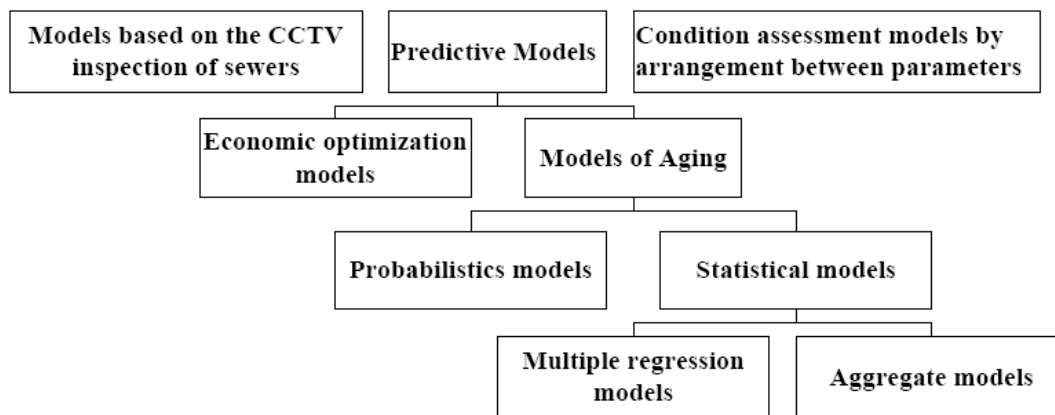 Models based on the CCTV
inspection of sewers
Predictive Models
Condition assessment models by
arrangement between parameters
Economic optimization
models
Models of Aging
Probabilistics models
Statistical models
Multiple regression
models
Aggregate models